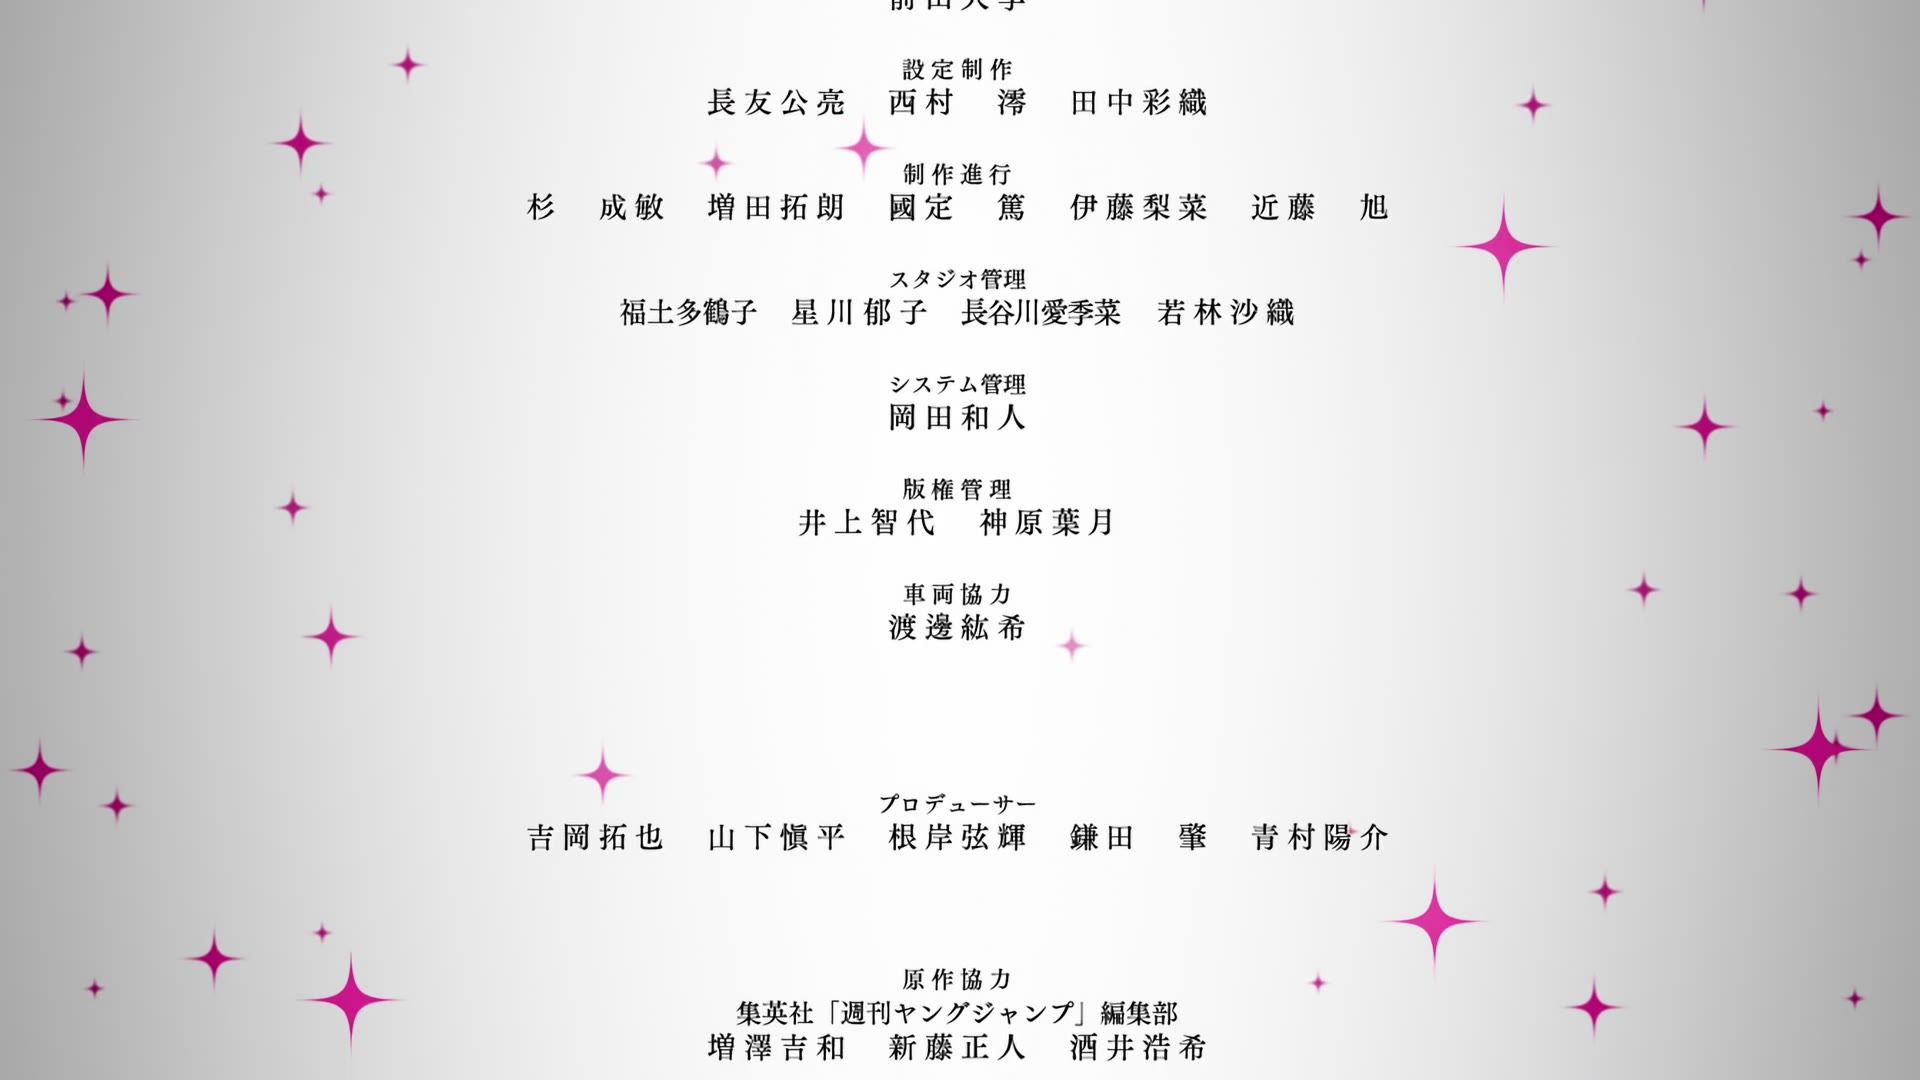 設定制作
長友公亮　西村　澪　田中彩織
制作進行
杉　成敏　増田拓朗　國定　篤　伊藤梨菜　近藤　旭
スタジオ管理
福土多鶴子　星川郁子　長谷川愛季菜　若林沙織
システム管理
岡田和人
版権管理
井上智代　神原葉月
車両協力
渡邊紘希
プロデューサー
吉岡拓也　山下愼平　根岸弦輝　鎌田　肇　青村陽介
原作協力
集英社「週刊ヤングジャンプ」編集部
増澤吉和　新藤正人　酒井浩希